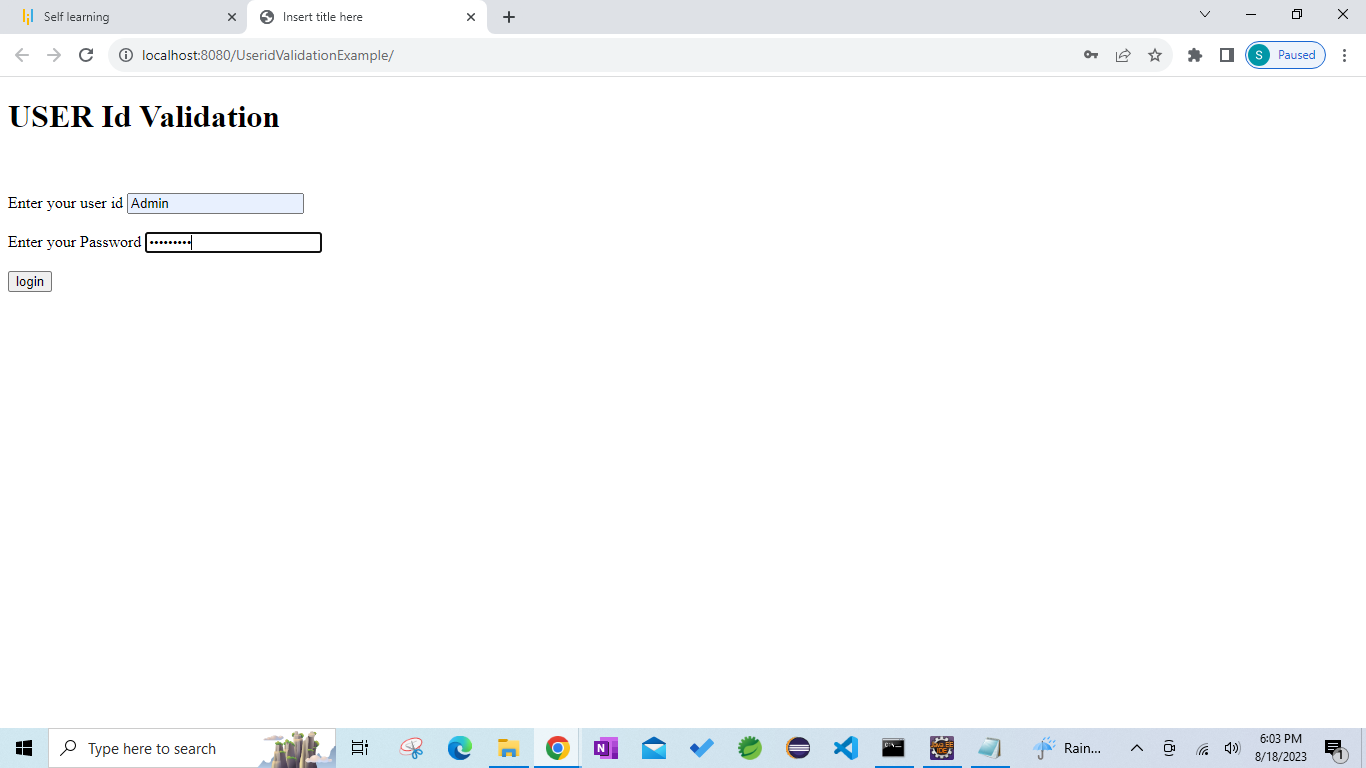 Self learning
Insert title here
localhost:8080/UseridValidationExample/
S
Paused
USER Id Validation
Enter your user id Admin
Enter your Password •••••••••
login
Type here to search
N
Rain...
6:03 PM
8/18/2023
1